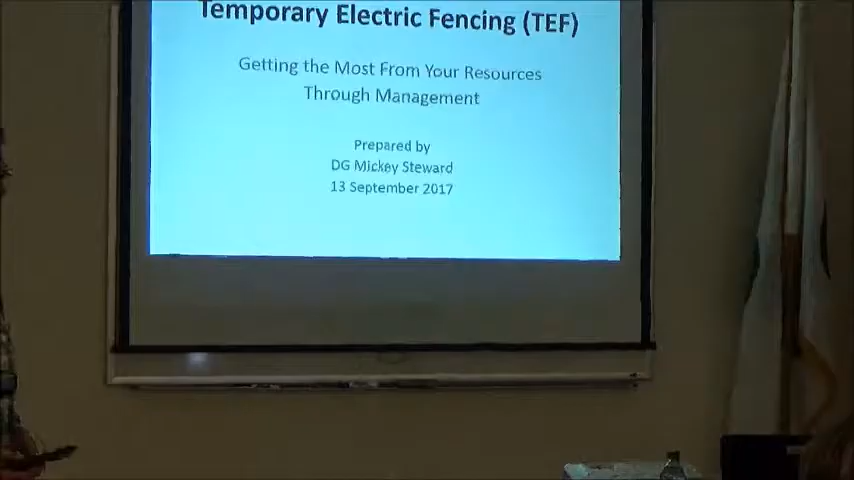 Temporary Electric Fencing (TEF)
Getting the Most From Your Resources
Through Management
Prepared by
DG Mickey Steward
13 September 2017